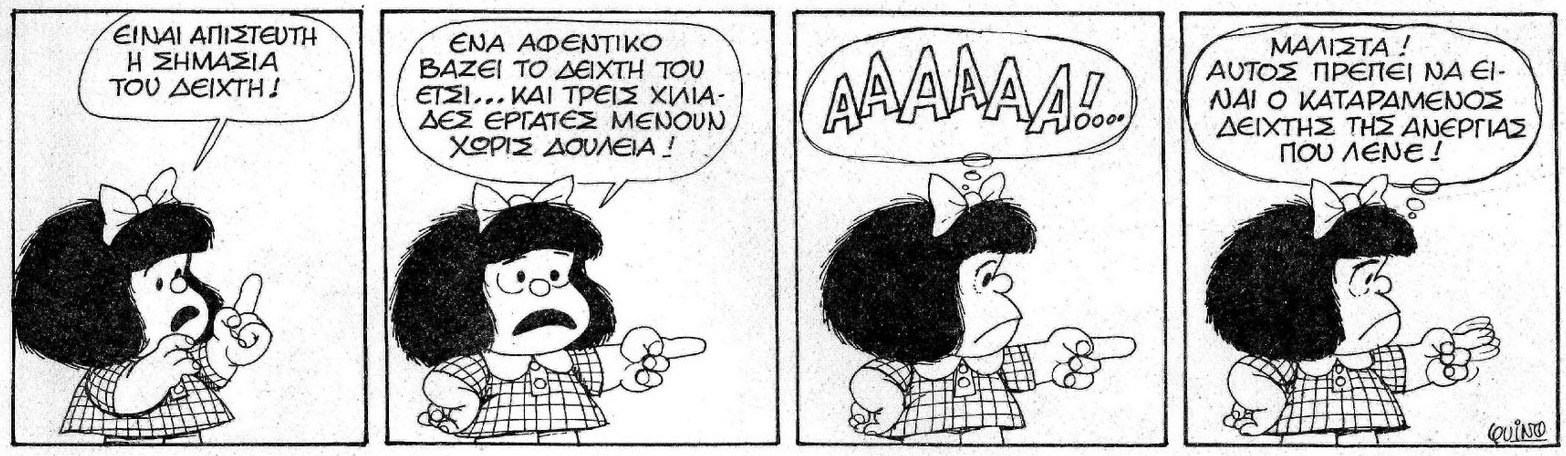 ΕΙΝΑΙ ΑΠΙΣΤΕΥΤΗ
Η ΣΗΜΑΣΙΑ
ΤΟΥ ΔΕΙΧΤΗ!
ΕΝΑ ΑΦΕΝΤΙΚΟ
ΒΑΖΕΙ ΤΟ ΔΕΙΧΤΗ ΤΟΥ
ΕΤΣΙ... ΚΑΙ ΤΡΕΙΣ ΧΙΛΙΑ-
ΔΕΣ ΕΡΓΑΤΕΣ ΜΕΝΟΥΝ
ΧΩΡΙΣ ΔΟΥΛΕΙΑ!
ΑΑΑΑΑΑ!....
ΜΑΛΙΣΤΑ!
ΑΥΤΟΣ ΠΡΕΠΕΙ ΝΑ ΕΙ-
ΝΑΙ Ο ΚΑΤΑΡΑΜΕΝΟΣ
ΔΕΙΧΤΗΣ ΤΗΣ ΑΝΕΡΓΙΑΣ
ΠΟΥ ΛΕΝΕ!
QUINO